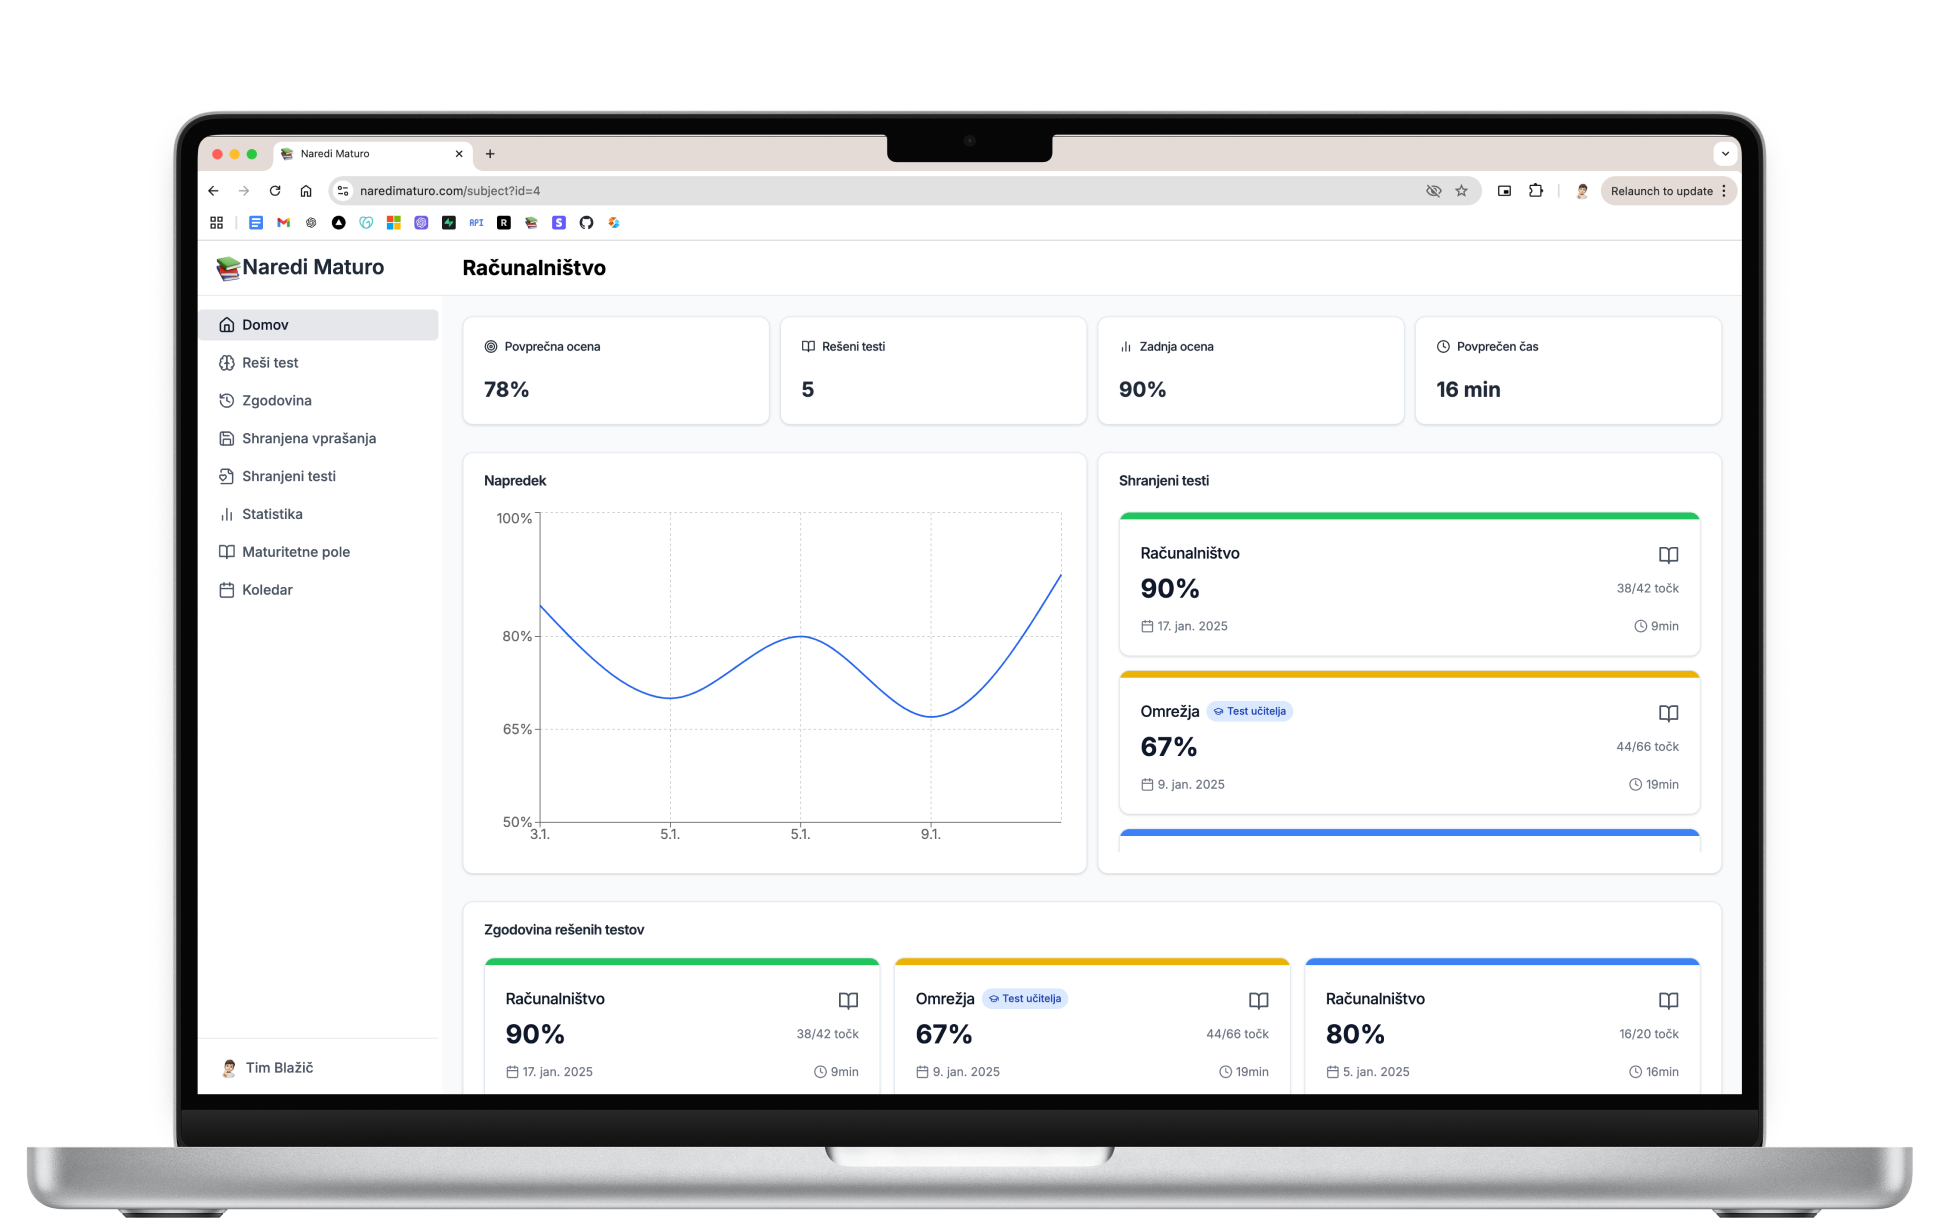 Naredi Maturo
naredimaturo.com/subject?id=4
Relaunch to update
API
R
S
Naredi Maturo
Računalništvo
Domov
Reši test
Zgodovina
Shranjena vprašanja
Shranjeni testi
Statistika
Maturitetne pole
Koledar
Tim Blažič
Povprečna ocena
78%
Rešeni testi
5
Zadnja ocena
90%
Povprečen čas
16 min
Napredek
100%
80%
65%
50%
3.1.
5.1.
5.1.
9.1.
Shranjeni testi
Računalništvo
90%
38/42 točk
17. jan. 2025
9min
Omrežja
Test učitelja
67%
44/66 točk
9. jan. 2025
19min
Zgodovina rešenih testov
Računalništvo
90%
38/42 točk
17. jan. 2025
9min
Omrežja
Test učitelja
67%
44/66 točk
9. jan. 2025
19min
Računalništvo
80%
16/20 točk
5. jan. 2025
16min